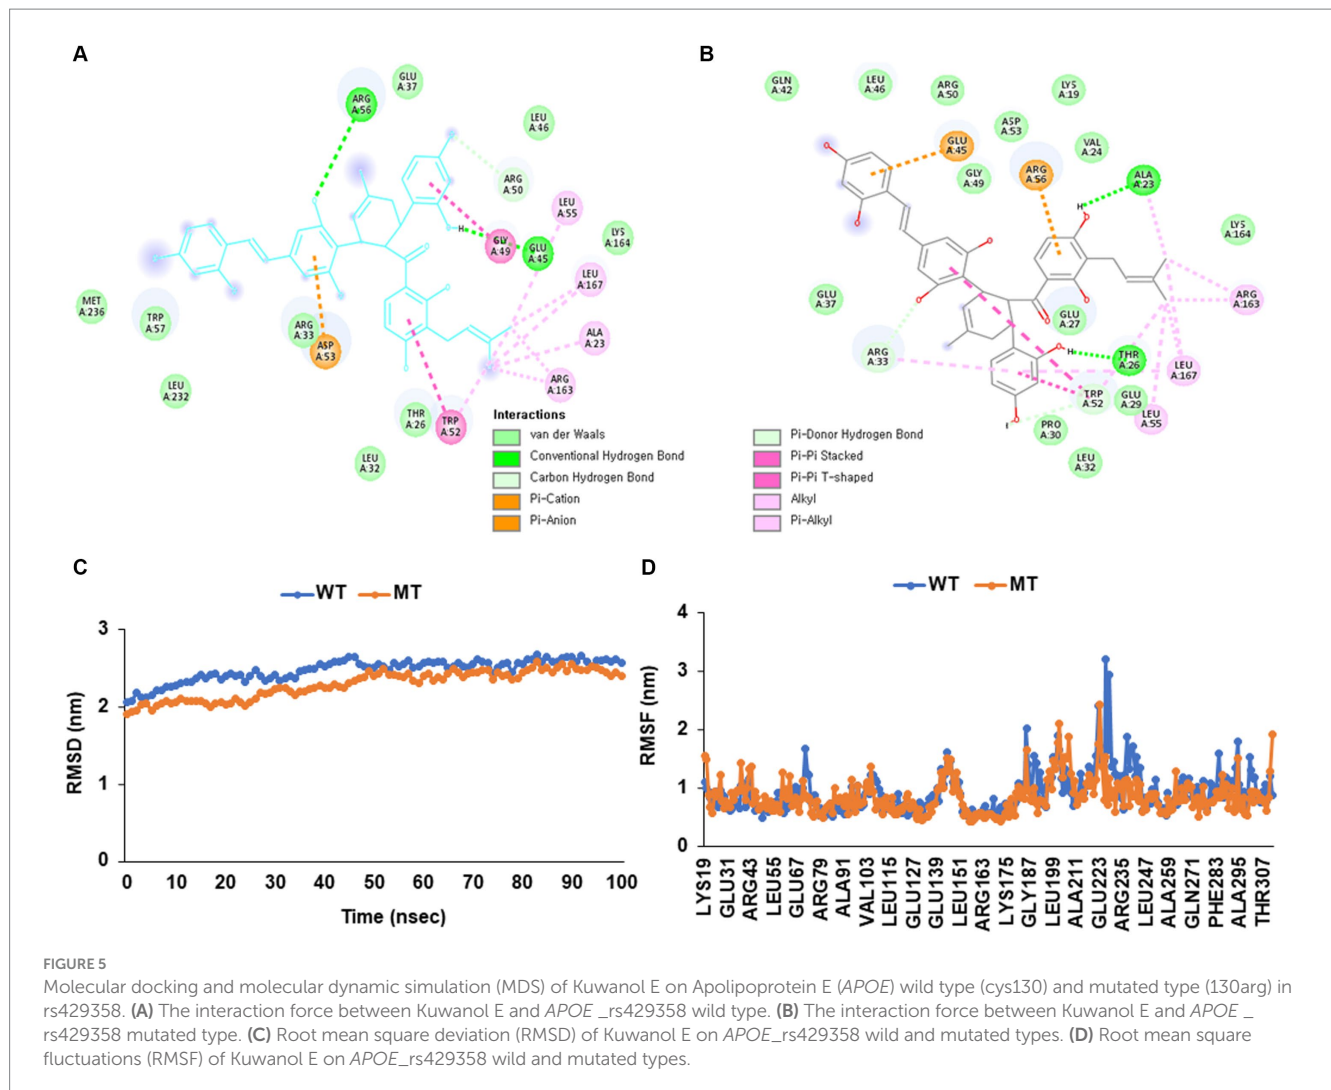 A
ARG
A:56
GLU
A:37
LEU
A:46
ARG
A:50
LEU
A:55
LYS
A:164
GLY
A:49
GLU
A:45
H
LEU
A:167
MET
A:236
TRP
A:57
ARG
A:33
ASP
A:53
ALA
A:23
ARG
A:163
LEU
A:232
THR
A:26
TRP
A:52
LEU
A:32
B
GLN
A:42
LEU
A:46
ARG
A:50
LYS
A:19
ASP
A:53
GLU
A:45
VAL
A:24
GLY
A:49
ARG
A:56
ALA
A:23
H
LYS
A:164
GLU
A:37
GLU
A:27
ARG
A:163
ARG
A:33
H
THR
A:26
LEU
A:167
TRP
A:52
GLU
A:29
LEU
A:55
PRO
A:30
LEU
A:32
Interactions
van der Waals
Conventional Hydrogen Bond
Carbon Hydrogen Bond
Pi-Cation
Pi-Anion
Pi-Donor Hydrogen Bond
Pi-Pi Stacked
Pi-Pi T-shaped
Alkyl
Pi-Alkyl
C
WT MT
RMSD (nm)
3
2
1
0
0 10 20 30 40 50 60 70 80 90 100
Time (nsec)
D
WT MT
RMSF (nm)
4
3
2
1
0
LYS19
GLU31
ARG43
LEU55
GLU67
ARG79
ALA91
VAL103
LEU115
GLU127
GLU139
LEU151
ARG163
LYS175
GLY187
LEU199
ALA211
GLU223
ARG235
LEU247
ALA259
GLN271
PHE283
ALA295
THR307
FIGURE 5
Molecular docking and molecular dynamic simulation (MDS) of Kuwanol E on Apolipoprotein E (APOE) wild type (cys130) and mutated type (130arg) in
rs429358. (A) The interaction force between Kuwanol E and APOE _rs429358 wild type. (B) The interaction force between Kuwanol E and APOE _
rs429358 mutated type. (C) Root mean square deviation (RMSD) of Kuwanol E on APOE_rs429358 wild and mutated types. (D) Root mean square
fluctuations (RMSF) of Kuwanol E on APOE_rs429358 wild and mutated types.